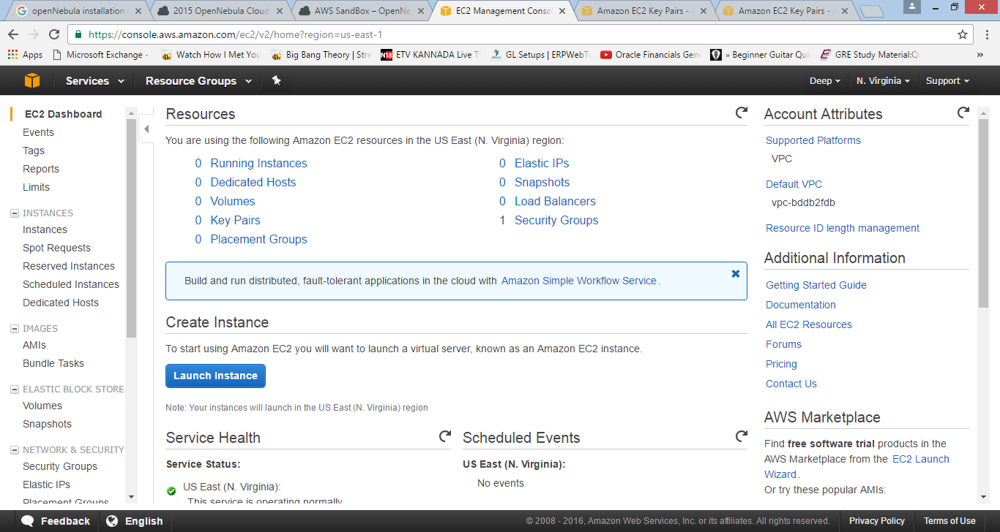 openNebula installation
2015 OpenNebula Cloud
AWS SandBox – OpenNe
EC2 Management Conso
Amazon EC2 Key Pairs - A
Amazon EC2 Key Pairs - A
https://console.aws.amazon.com/ec2/v2/home?region=us-east-1
Apps
Microsoft Exchange -
Watch How I Met You
Big Bang Theory | Stre
N18
ETV KANNADA Live T
GL Setups | ERPWebT
Oracle Financials Gen
» Beginner Guitar Qu
GRE Study Material:Q
»
Services
Resource Groups
Deep
N. Virginia
Support
EC2 Dashboard
Events
Tags
Reports
Limits
INSTANCES
Instances
Spot Requests
Reserved Instances
Scheduled Instances
Dedicated Hosts
IMAGES
AMIs
Bundle Tasks
ELASTIC BLOCK STORE
Volumes
Snapshots
NETWORK & SECURITY
Security Groups
Elastic IPs
Placement Groups
Resources
You are using the following Amazon EC2 resources in the US East (N. Virginia) region:
0 Running Instances
0 Elastic IPs
0 Dedicated Hosts
0 Snapshots
0 Volumes
0 Load Balancers
0 Key Pairs
1 Security Groups
0 Placement Groups
Build and run distributed, fault-tolerant applications in the cloud with Amazon Simple Workflow Service.
Create Instance
To start using Amazon EC2 you will want to launch a virtual server, known as an Amazon EC2 instance.
Launch Instance
Note: Your instances will launch in the US East (N. Virginia) region
Service Health
Service Status:
US East (N. Virginia):
This service is operating normally
Scheduled Events
US East (N. Virginia):
No events
Account Attributes
Supported Platforms
VPC
Default VPC
vpc-bddb2fdb
Resource ID length management
Additional Information
Getting Started Guide
Documentation
All EC2 Resources
Forums
Pricing
Contact Us
AWS Marketplace
Find free software trial products in the
AWS Marketplace from the EC2 Launch
Wizard.
Or try these popular AMIs:
Feedback
English
© 2008 - 2016, Amazon Web Services, Inc. or its affiliates. All rights reserved.
Privacy Policy
Terms of Use